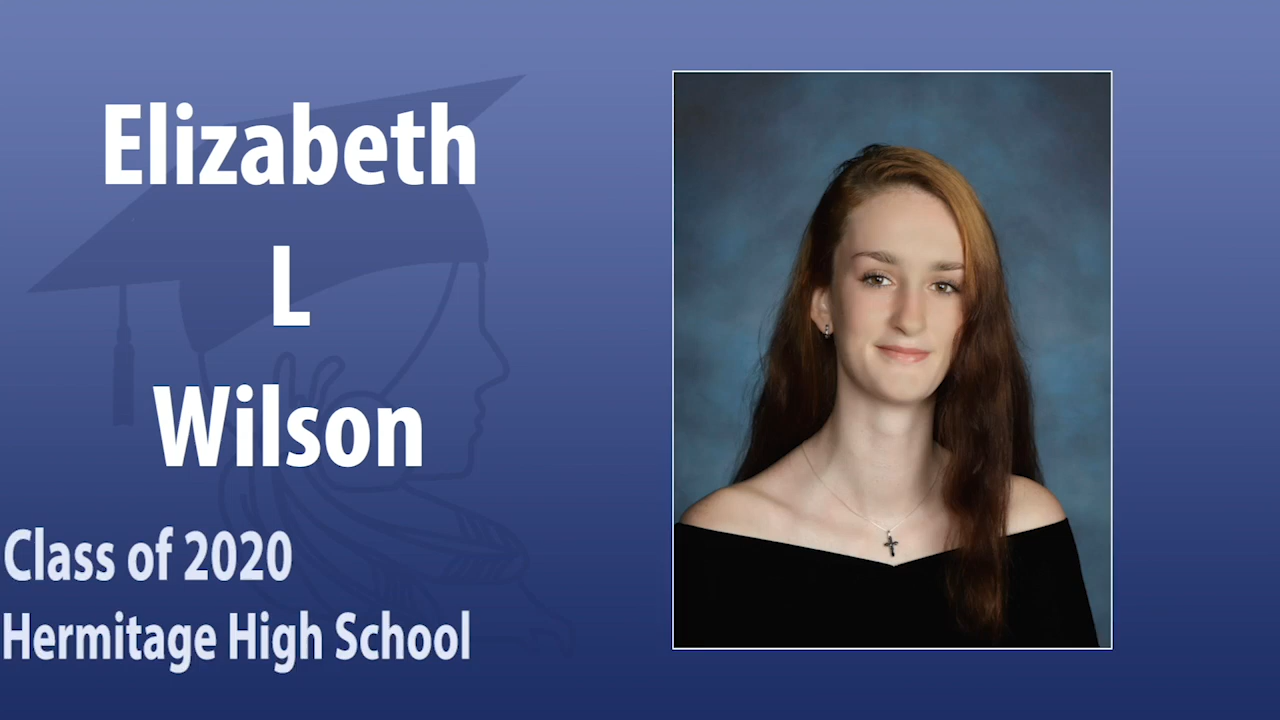 Elizabeth
L
Wilson
Class of 2020
Hermitage High School